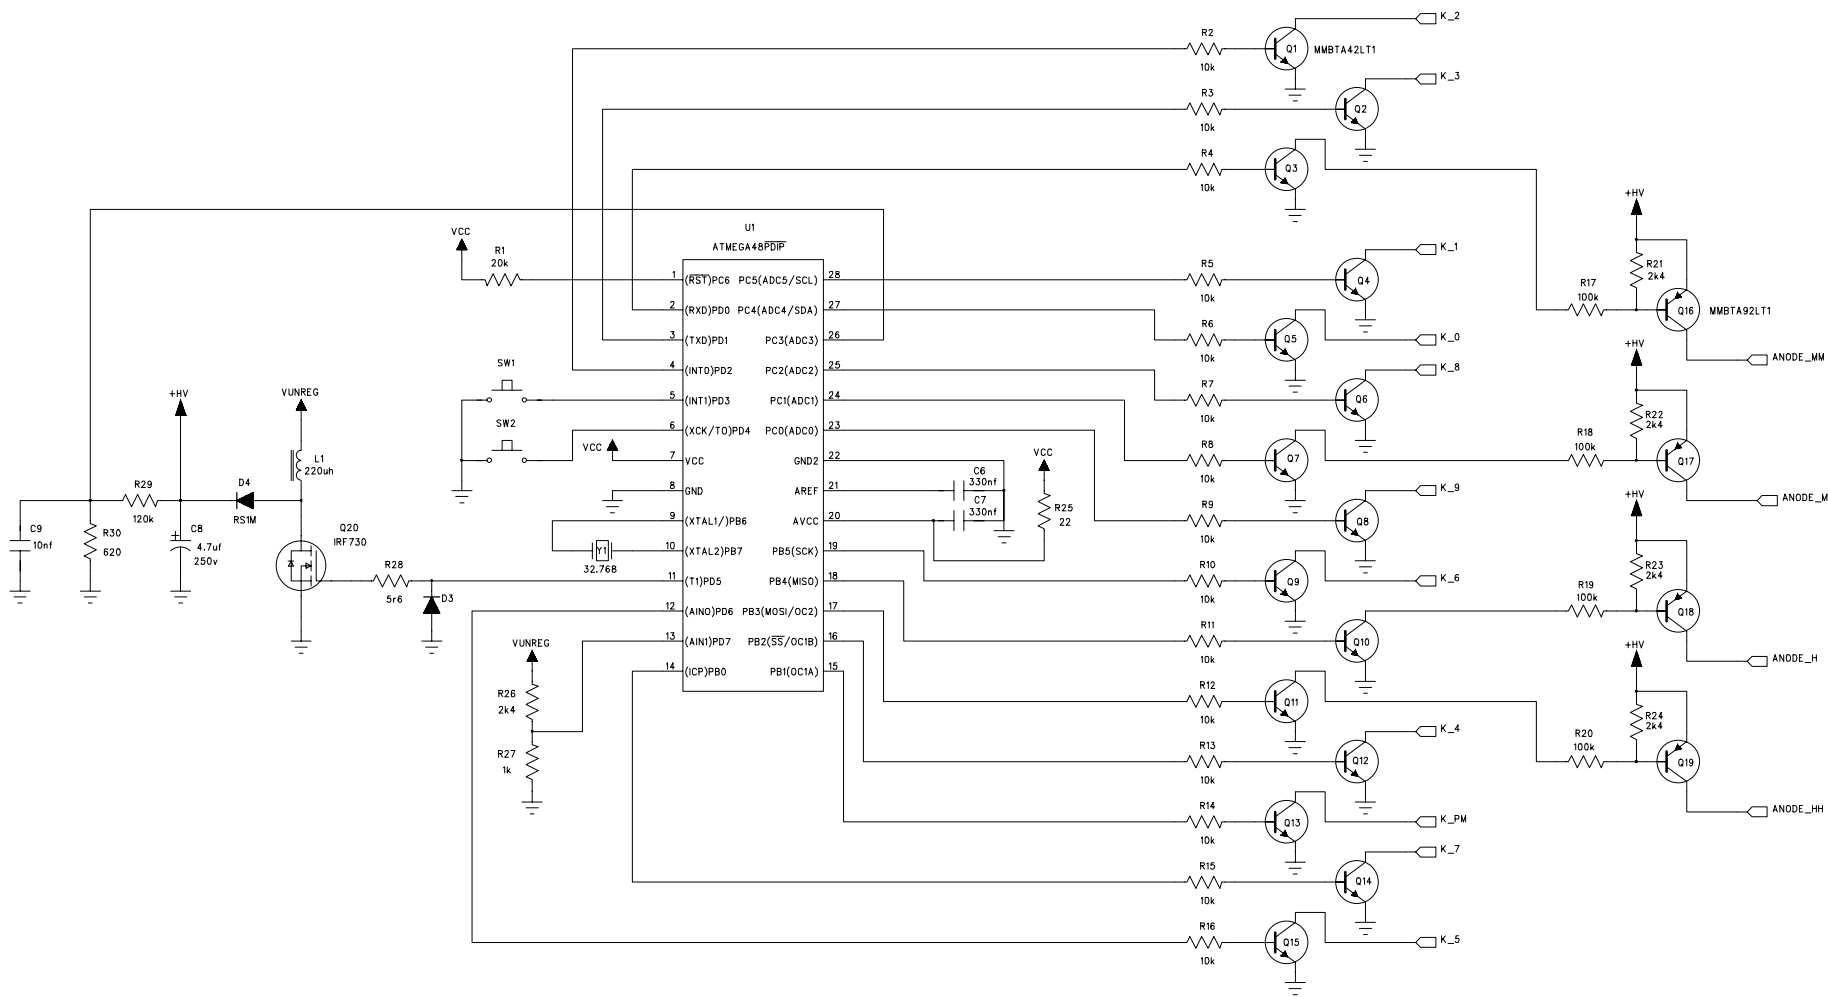 K_2
R2
Q1
MMBTA42LT1
10k
K_3
R3
Q2
10k
R4
Q3
10k
+HV
U1
ATMEGA48PDIP
VCC
R1
20k
K_1
R5
Q4
10k
R21
2k4
R17
100k
Q16
MMBTA92LT1
ANODE_MM
1 (RST)PC6 PC5(ADC5/SCL) 28
2 (RXD)PD0 PC4(ADC4/SDA) 27
3 (TXD)PD1 PC3(ADC3) 26
4 (INT0)PD2 PC2(ADC2) 25
5 (INT1)PD3 PC1(ADC1) 24
6 (XCK/TO)PD4 PC0(ADC0) 23
7 VCC GND2 22
8 GND AREF 21
9 (XTAL1/)PB6 AVCC 20
10 (XTAL2)PB7 PB5(SCK) 19
11 (T1)PD5 PB4(MISO) 18
12 (AIN0)PD6 PB3(MOSI/OC2) 17
13 (AIN1)PD7 PB2(SS/OC1B) 16
14 (ICP)PB0 PB1(OC1A) 15
R6
Q5
10k
K_0
SW1
SW2
VCC
R7
Q6
10k
K_8
+HV
R22
2k4
R18
100k
Q17
ANODE_M
R8
Q7
10k
+HV
VUNREG
L1
220uh
D4
RS1M
R29
120k
C9
10nf
R30
620
C8
4.7uf
250v
Q20
IRF730
R28
5r6
D3
Y1
32.768
C6
330nf
C7
330nf
VCC
R25
22
R9
Q8
10k
K_9
+HV
R23
2k4
R19
100k
Q18
ANODE_H
R10
Q9
10k
K_6
R11
Q10
10k
VUNREG
R26
2k4
R27
1k
R12
Q11
10k
+HV
R24
2k4
R20
100k
Q19
ANODE_HH
R13
Q12
10k
K_4
R14
Q13
10k
K_PM
R15
Q14
10k
K_7
R16
Q15
10k
K_5